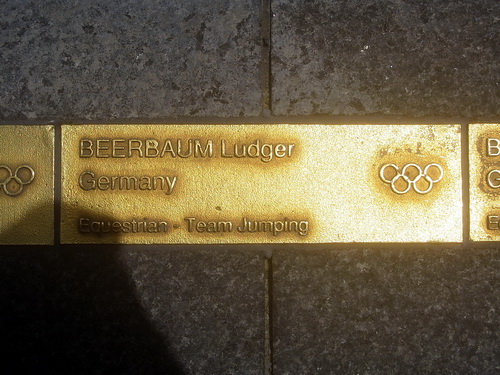 BEERBAUM Ludger
Germany
Equestrian - Team Jumping